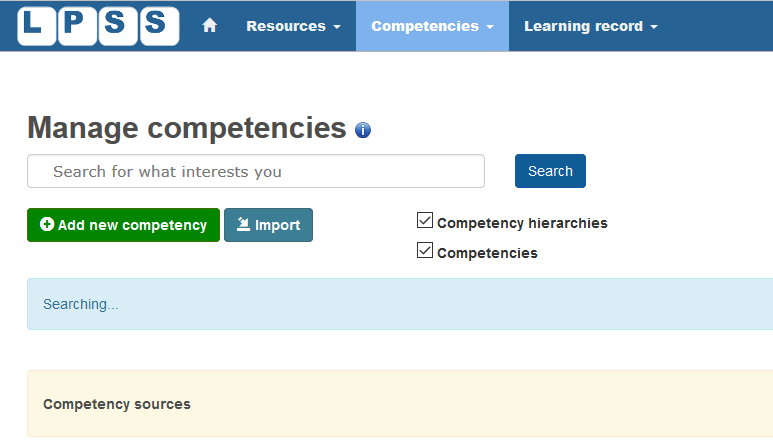 LPSS Resources Competencies Learning record
Manage competencies
Search for what interests you Search
Add new competency Import Competency hierarchies
Competencies
Searching...
Competency sources